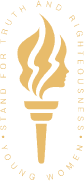 YOUNG WOMEN • STAND FOR TRUTH AND RIGHTEOUSNESS •